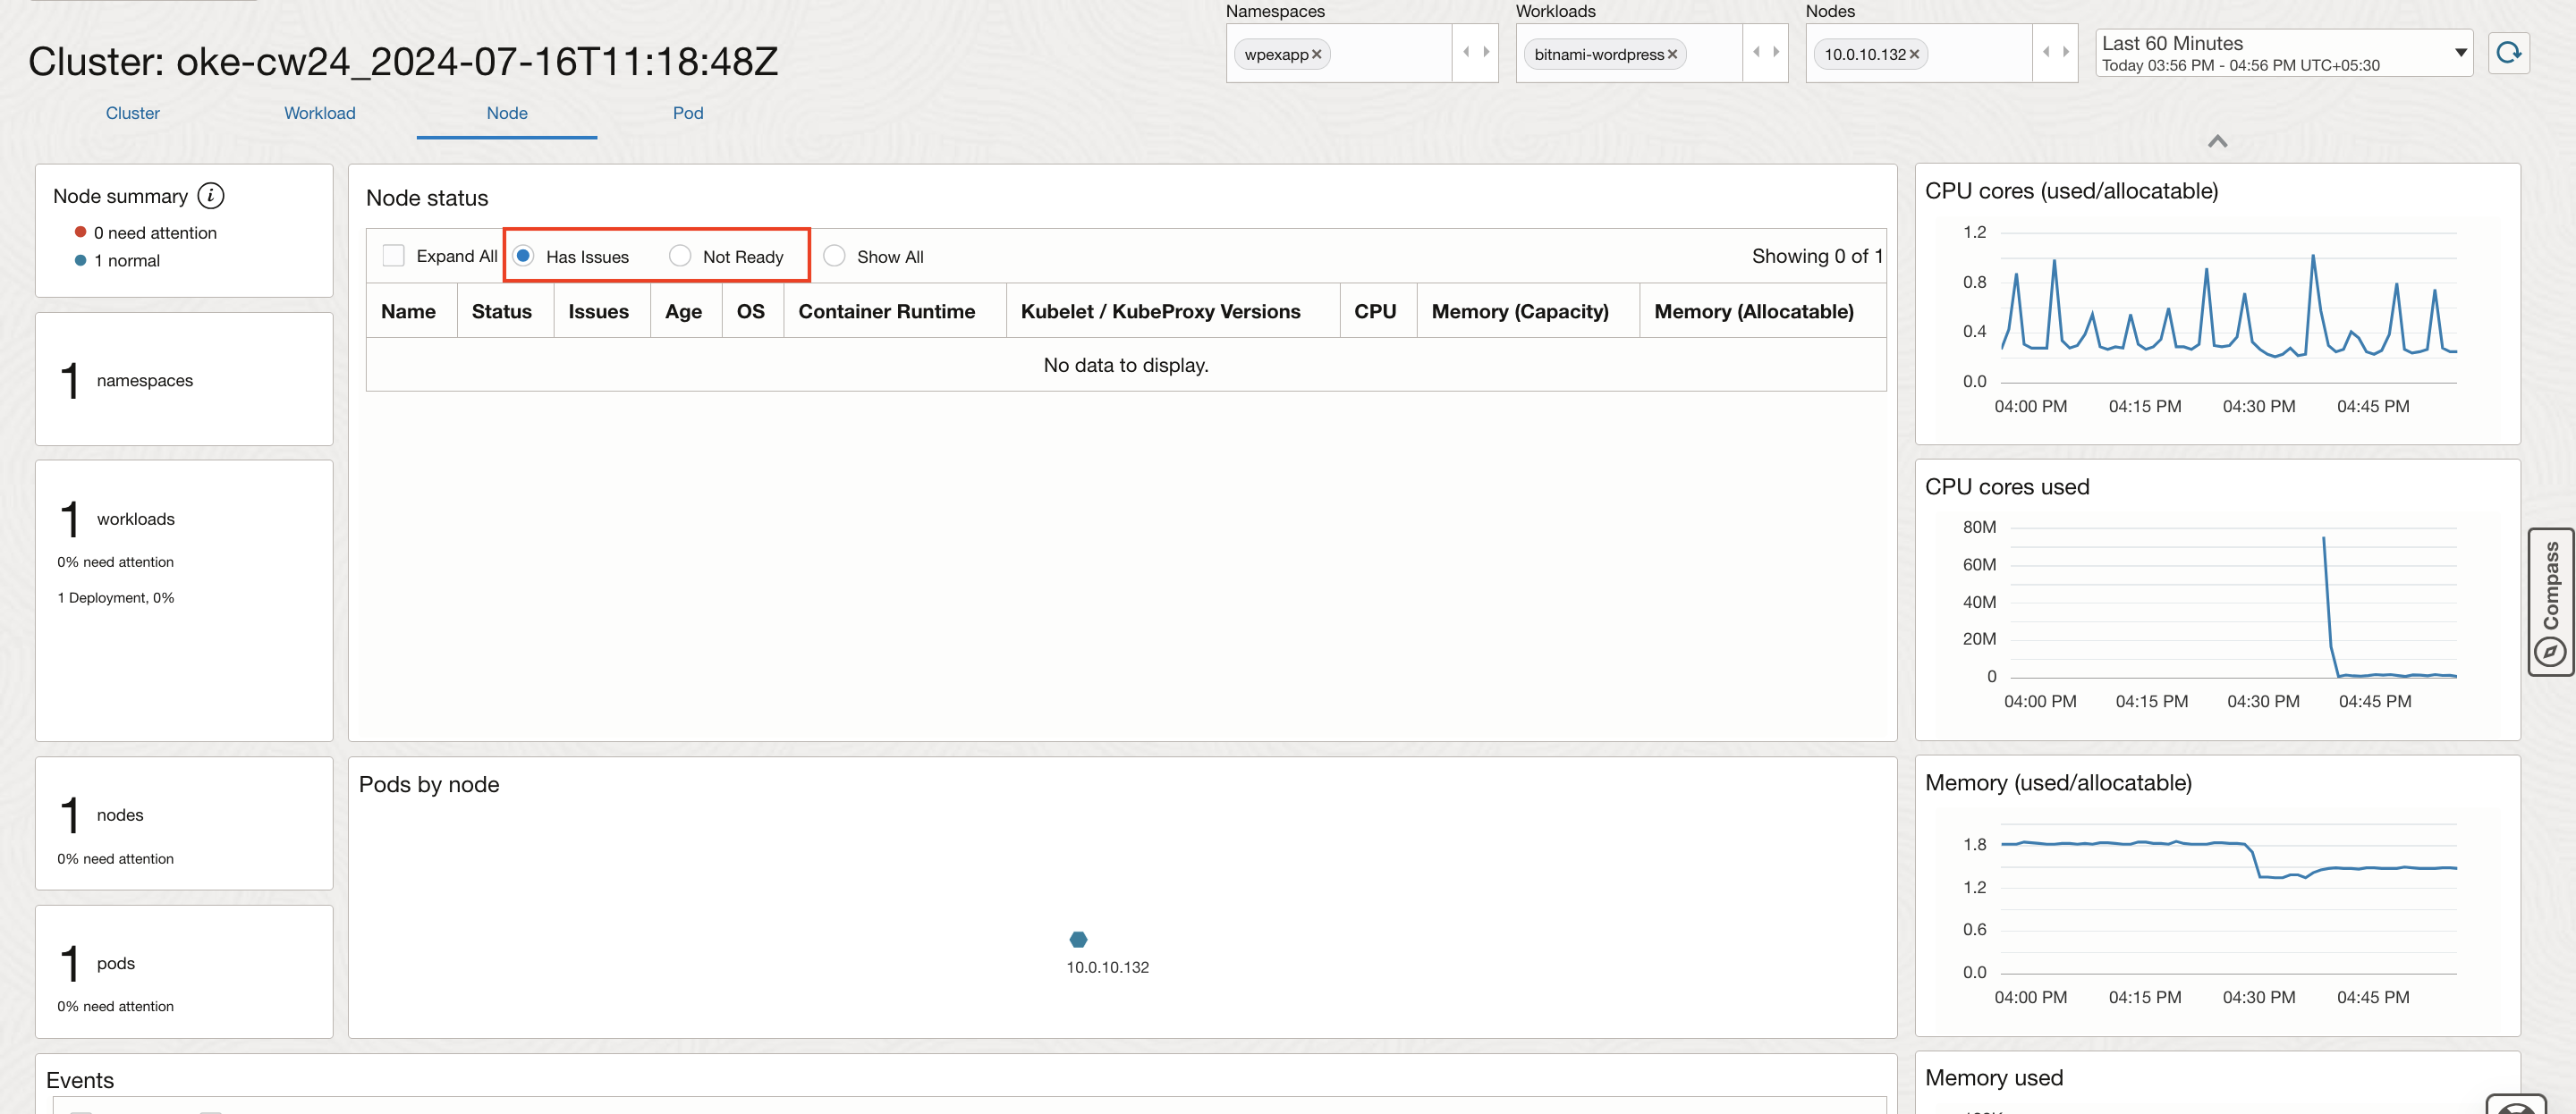 Namespaces
wpexapp×
Workloads
bitnami-wordpress×
Nodes
10.0.10.132×
Last 60 Minutes
Today 03:56 PM - 04:56 PM UTC+05:30
Cluster: oke-cw24_2024-07-16T11:18:48Z
Cluster
Workload
Node
Pod
Node summary i
0 need attention
1 normal
1 namespaces
1 workloads
0% need attention
1 Deployment, 0%
1 nodes
0% need attention
1 pods
0% need attention
Node status
Expand All Has Issues Not Ready Show All Showing 0 of 1
Name Status Issues Age OS Container Runtime Kubelet / KubeProxy Versions CPU Memory (Capacity) Memory (Allocatable)
No data to display.
Pods by node
10.0.10.132
Events
CPU cores (used/allocatable)
1.2
0.8
0.4
0.0
04:00 PM 04:15 PM 04:30 PM 04:45 PM
CPU cores used
80M
60M
40M
20M
0
04:00 PM 04:15 PM 04:30 PM 04:45 PM
Memory (used/allocatable)
1.8
1.2
0.6
0.0
04:00 PM 04:15 PM 04:30 PM 04:45 PM
Memory used
Compass